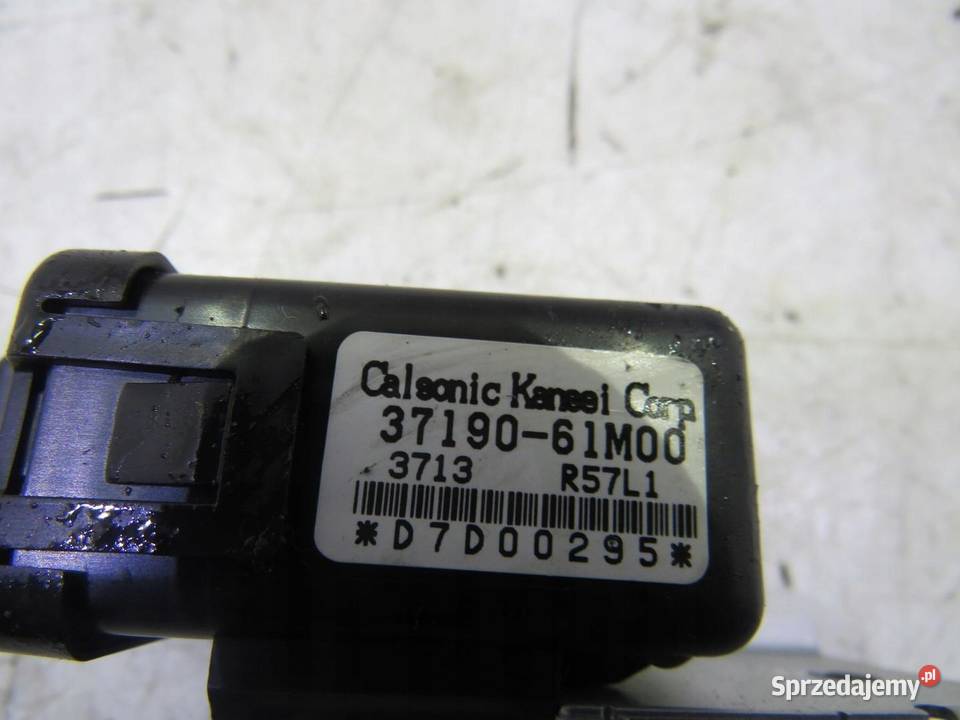 Calsonic Kansei Corp
37190-61M00
3713 R57L1
*D7D00295*
Sprzedajemy.pl